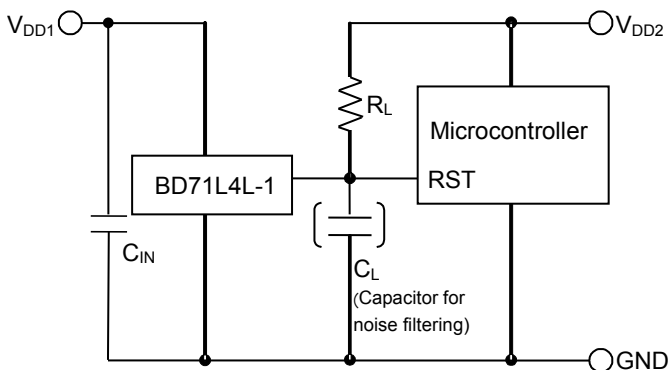 VDD1
VDD2
RL
Microcontroller
BD71L4L-1
RST
CIN
CL
(Capacitor for
noise filtering)
GND